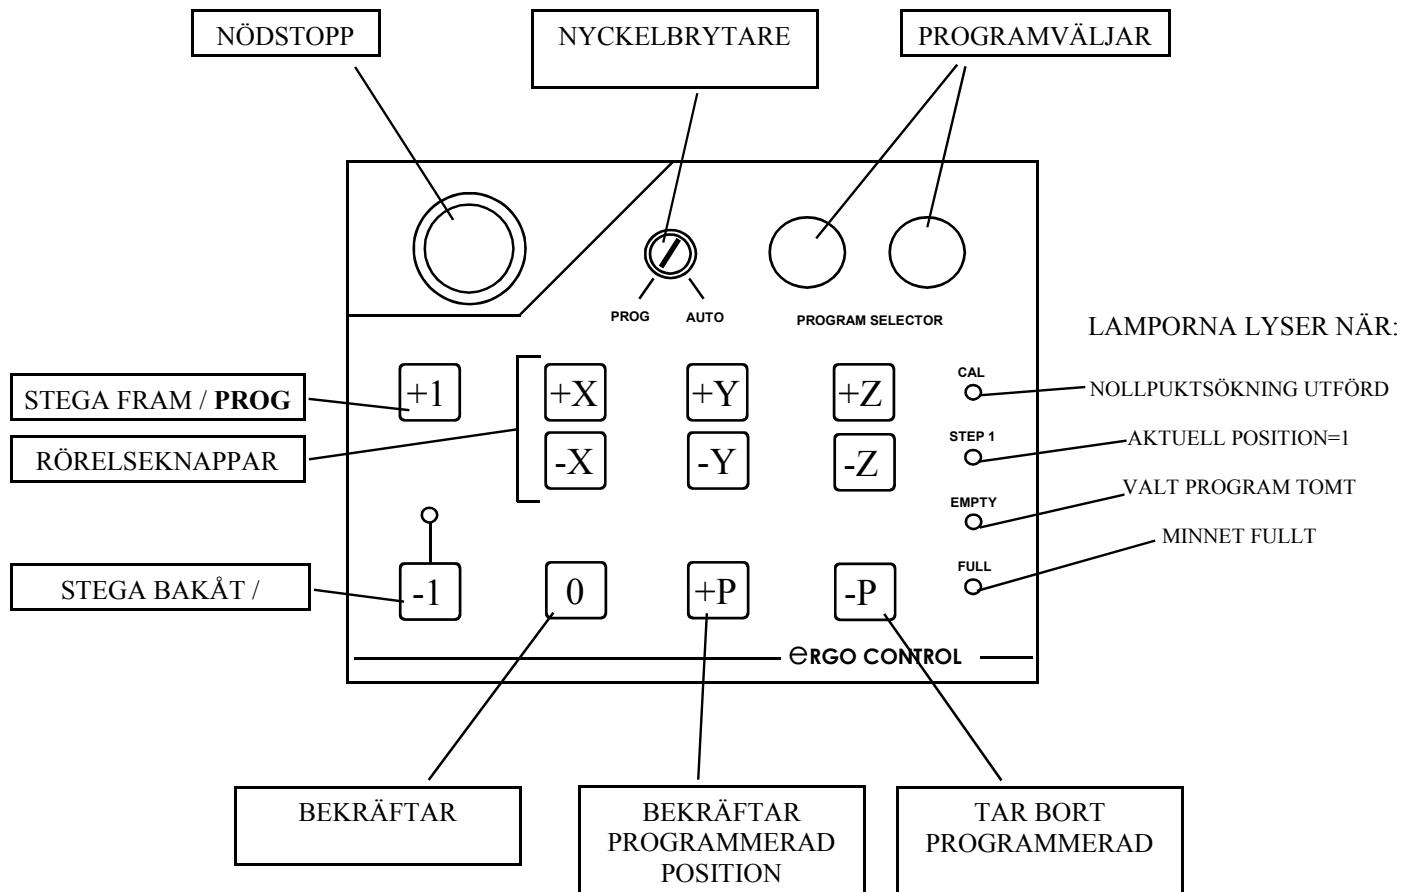 NÖDSTOPP
NYCKELBRYTARE
PROGRAMVÄLJAR
PROG
AUTO
PROGRAM SELECTOR
LAMPORNA LYSER NÄR:
STEGA FRAM / PROG
+1
+X
+Y
+Z
CAL
NOLLPUKTSÖKNING UTFÖRD
RÖRELSEKNAPPAR
-X
-Y
-Z
STEP 1
AKTUELL POSITION=1
EMPTY
VALT PROGRAM TOMT
FULL
MINNET FULLT
STEGA BAKÅT /
-1
0
+P
-P
eRGO CONTROL
BEKRÄFTAR
BEKRÄFTAR
PROGRAMMERAD
POSITION
TAR BORT
PROGRAMMERAD